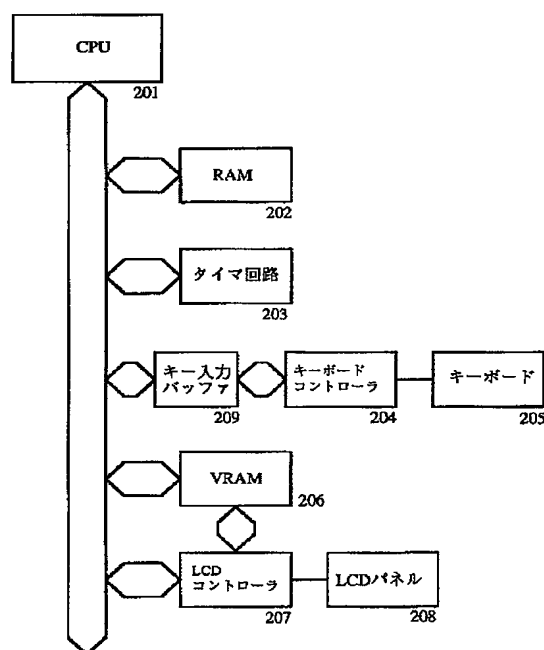 CPU
201
RAM
202
タイマ回路
203
キー入力
バッファ
209
キーボード
コントローラ
204
キーボード
205
VRAM
206
LCD
コントローラ
207
LCDパネル
208